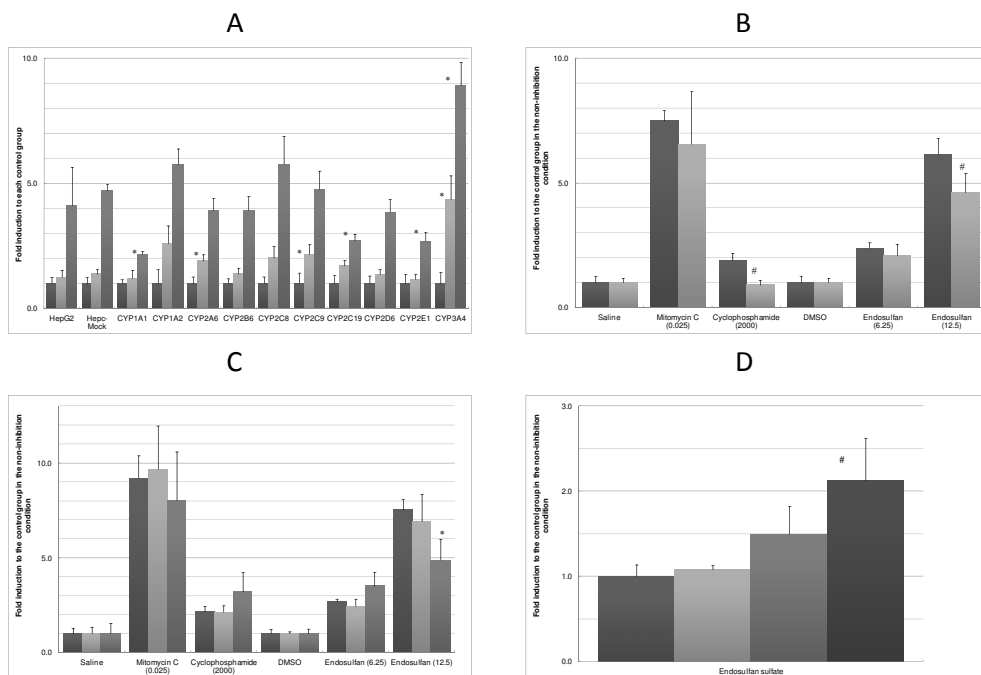 A
Fold induction to each control group
10.0
5.0
0.0
* * * * * * *
HepG2 Hepc-Mock CYP1A1 CYP1A2 CYP2A6 CYP2B6 CYP2C8 CYP2C9 CYP2C19 CYP2D6 CYP2E1 CYP3A4
B
Fold induction to the control group in the non-inhibition
condition
10.0
5.0
0.0
# #
Saline Mitomycin C (0.025) Cyclophosphamide (2000) DMSO Endosulfan (6.25) Endosulfan (12.5)
C
Fold induction to the control group in the non-inhibition
condition
10.0
5.0
0.0
*
Saline Mitomycin C (0.025) Cyclophosphamide (2000) DMSO Endosulfan (6.25) Endosulfan (12.5)
D
Fold induction to the control group in the non-inhibition
condition
3.0
2.0
1.0
0.0
#
Endosulfan sulfate